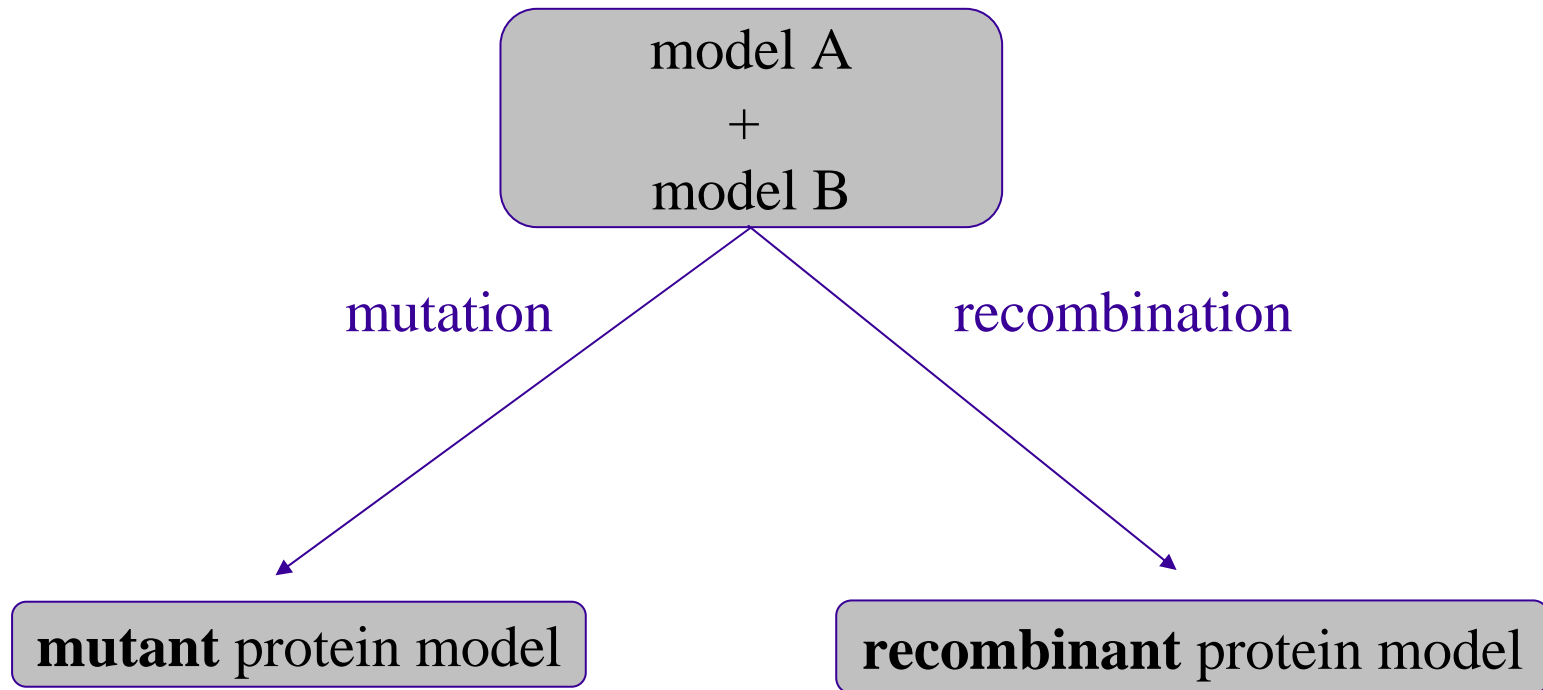 model A
+
model B
mutation
recombination
mutant protein model
recombinant protein model